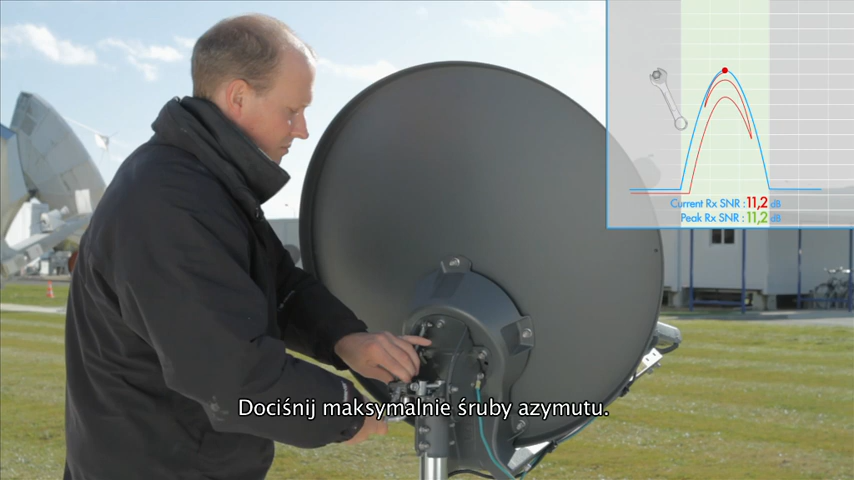 Current Rx SNR : 11,2 dB
Peak Rx SNR : 11,2 dB
Dociśnij maksymalnie śruby azymutu.